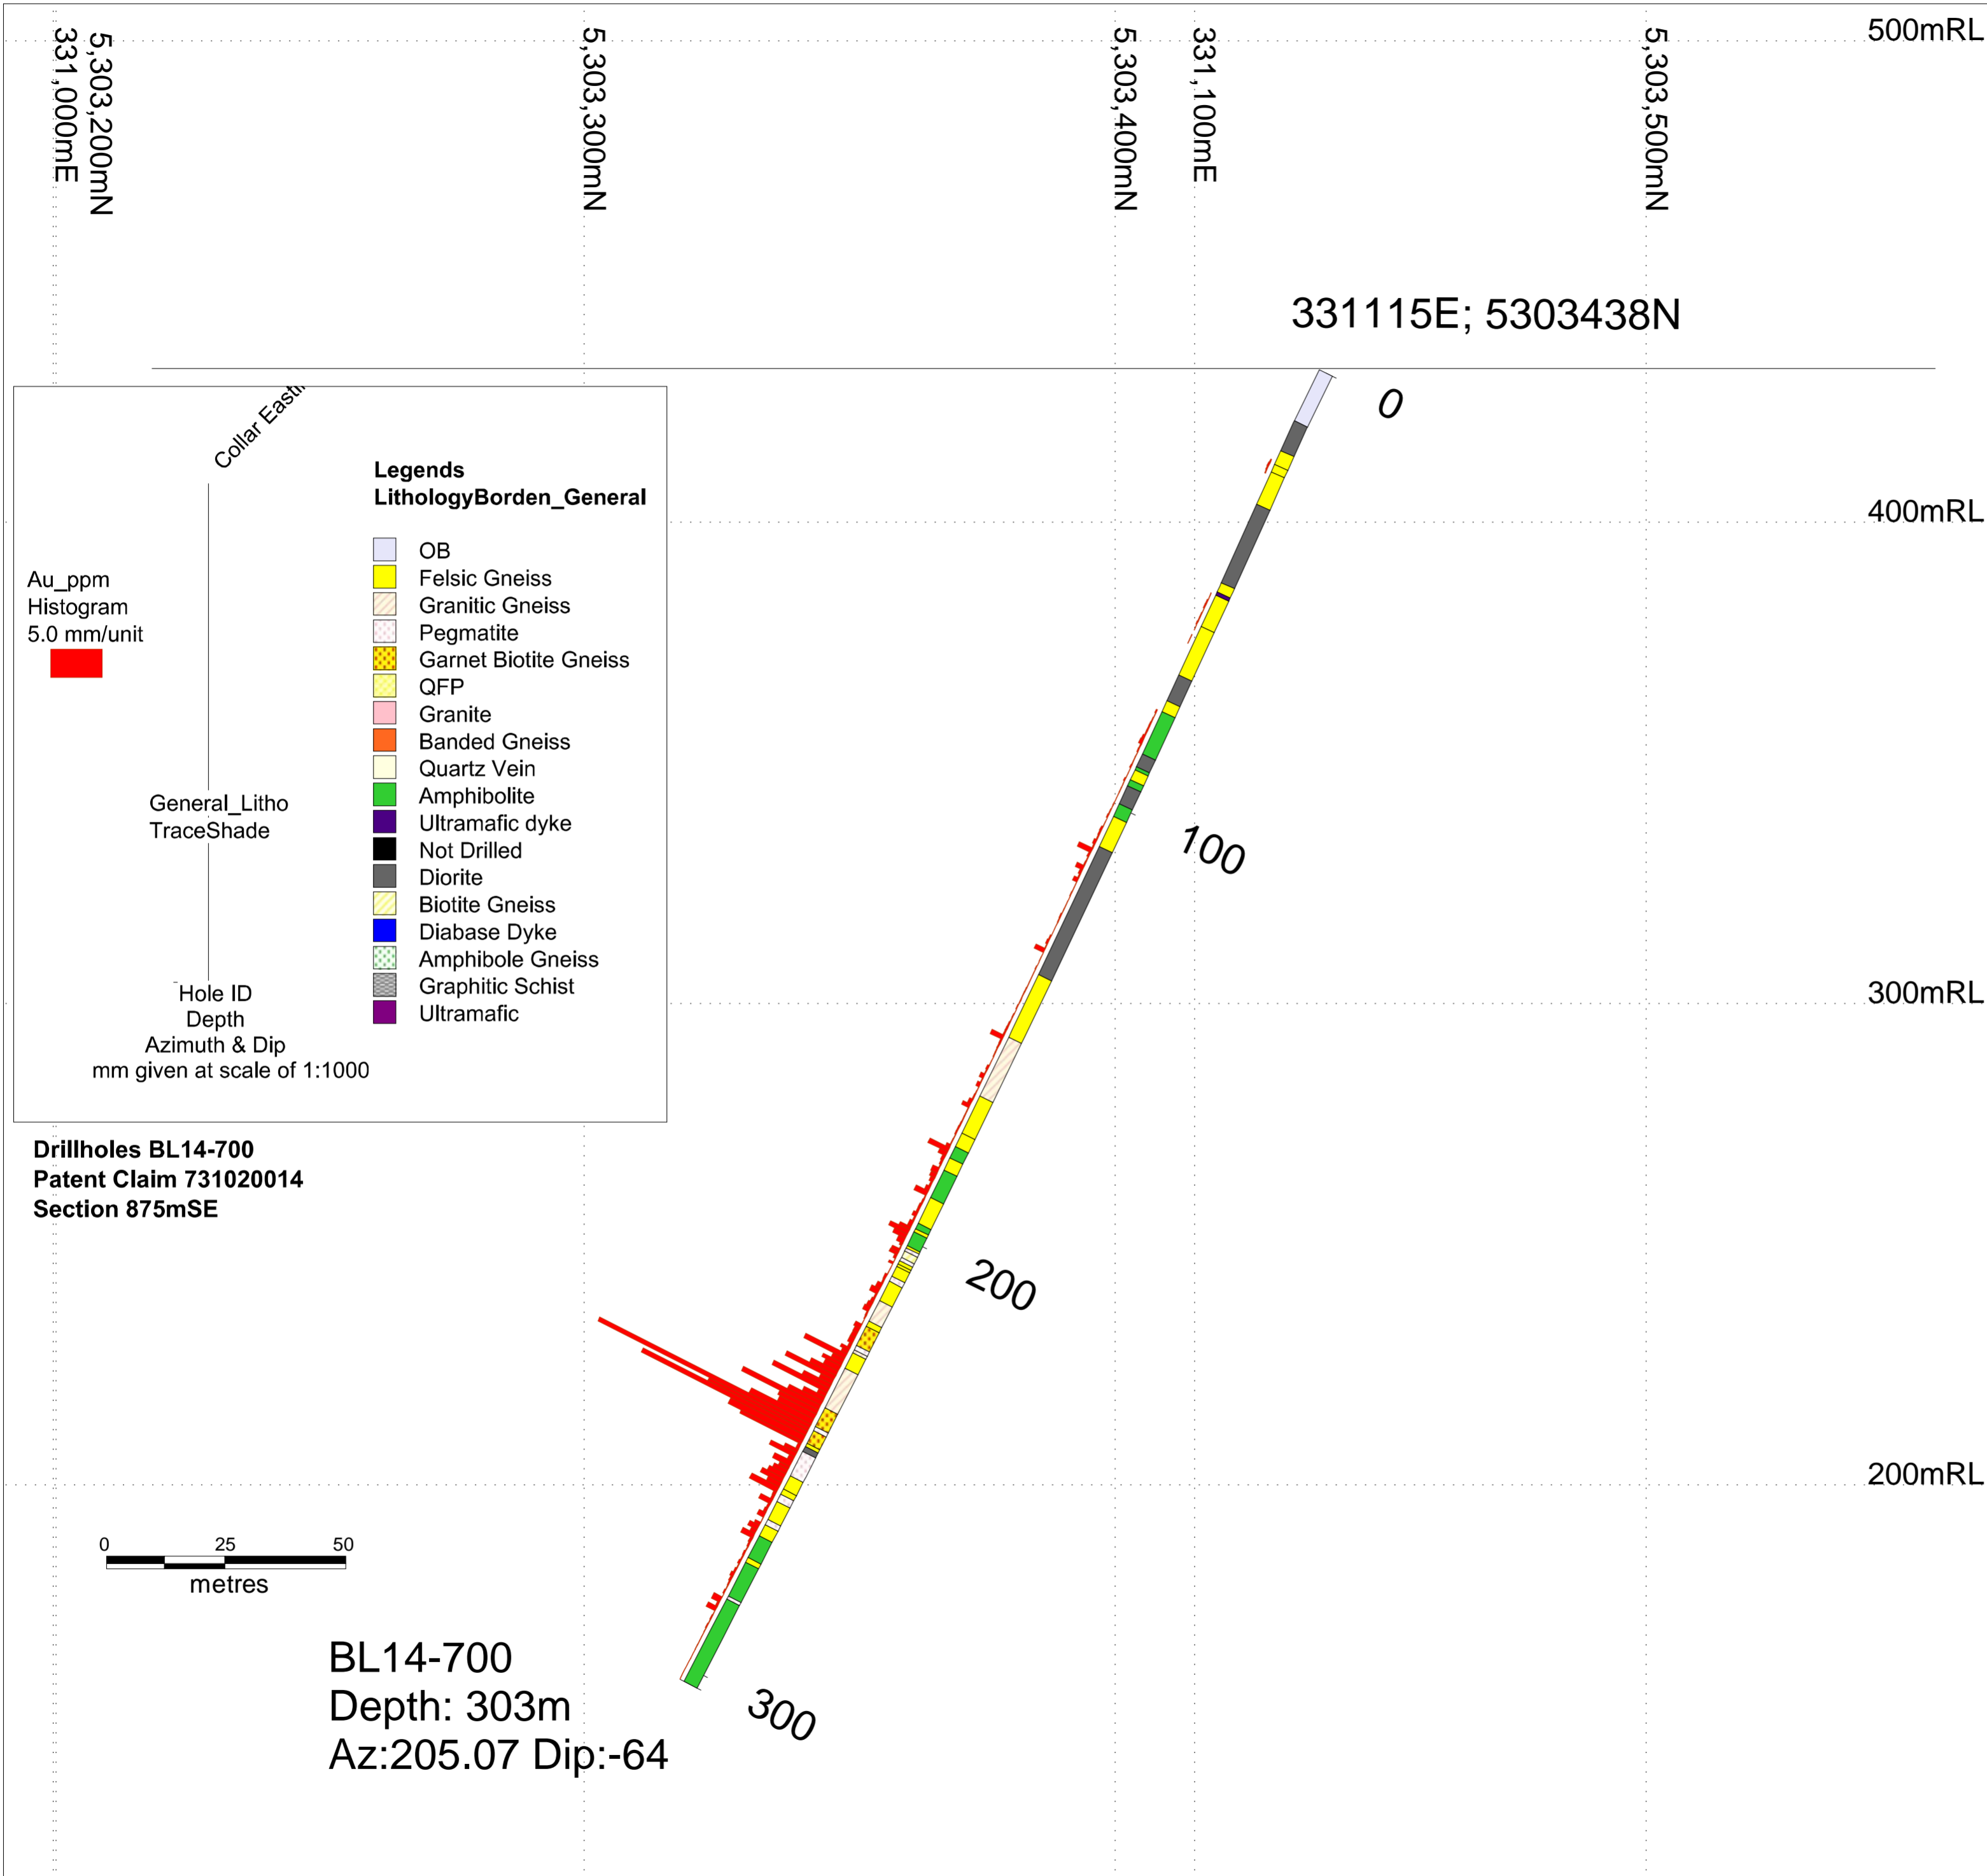 500mRL
5,303,200mN
331,000mE
5,303,300mN
5,303,400mN
331,100mE
5,303,500mN
331115E; 5303438N
0
400mRL
100
300mRL
200
200mRL
300
Collar Eastin
Au_ppm
Histogram
5.0 mm/unit
General_Litho
TraceShade
Hole ID
Depth
Azimuth & Dip
mm given at scale of 1:1000
Legends
LithologyBorden_General
OB
Felsic Gneiss
Granitic Gneiss
Pegmatite
Garnet Biotite Gneiss
QFP
Granite
Banded Gneiss
Quartz Vein
Amphibolite
Ultramafic dyke
Not Drilled
Diorite
Biotite Gneiss
Diabase Dyke
Amphibole Gneiss
Graphitic Schist
Ultramafic
Drillholes BL14-700
Patent Claim 731020014
Section 875mSE
0 25 50
metres
BL14-700
Depth: 303m
Az:205.07 Dip:-64